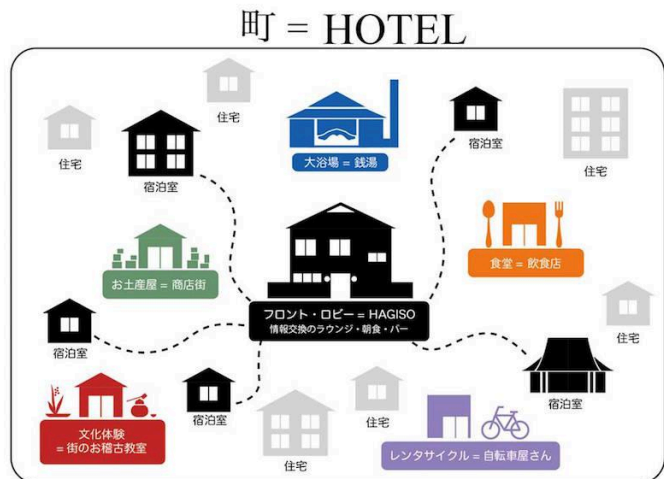 町 = HOTEL
住宅
住宅
宿泊室
大浴場 = 銭湯
宿泊室
住宅
お土産屋 = 商店街
食堂 = 飲食店
フロント・ロビー = HAGISO
情報交換のラウンジ・朝食・バー
宿泊室
住宅
文化体験
= 街のお稽古教室
宿泊室
住宅
住宅
レンタサイクル = 自転車屋さん
宿泊室